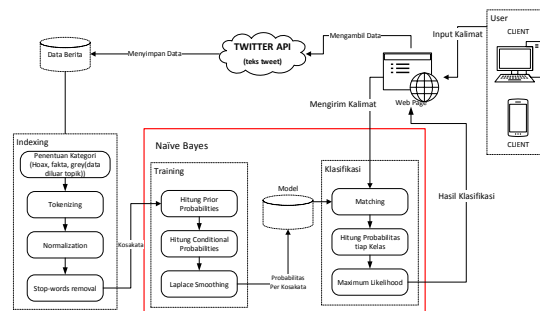 User
CLIENT
CLIENT
Input Kalimat
Mengambil Data
TWITTER API
(teks tweet)
Menyimpan Data
Data Berita
Web Page
Mengirim Kalimat
Indexing
Penentuan Kategori
(Hoax, fakta, grey(data
diluar topik))
Tokenizing
Normalization
Stop-words removal
Kosakata
Naïve Bayes
Training
Hitung Prior
Probabilities
Hitung Conditional
Probabilities
Laplace Smoothing
Probabilitas
Per Kosakata
Model
Klasifikasi
Matching
Hitung Probabilitas
tiap Kelas
Maximum Likelihood
Hasil Klasifikasi